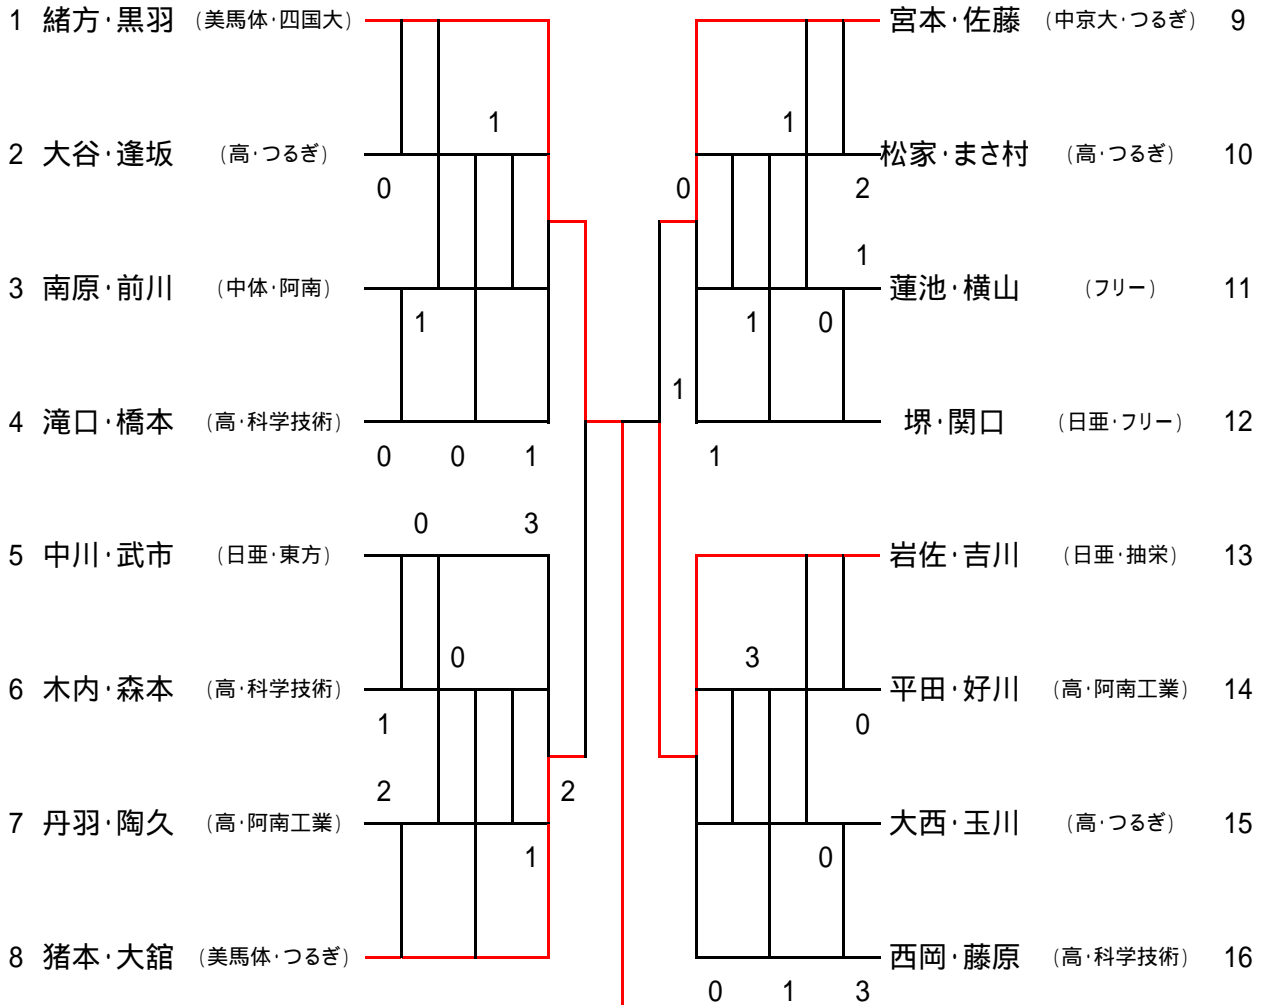 1 緒方・黒羽 (美馬体・四国大) 宮本・佐藤 (中京大・つるぎ) 9
1 1
2 大谷・逢坂 (高・つるぎ) 松家・まさ村 (高・つるぎ) 10
0 0 2
1
3 南原・前川 (中体・阿南) 蓮池・横山 (フリー) 11
1 1 0
1
4 滝口・橋本 (高・科学技術) 堺・関口 (日亜・フリー) 12
0 0 1 1
0 3
5 中川・武市 (日亜・東方) 岩佐・吉川 (日亜・抽栄) 13
0 3
6 木内・森本 (高・科学技術) 平田・好川 (高・阿南工業) 14
1 0
2 2
7 丹羽・陶久 (高・阿南工業) 大西・玉川 (高・つるぎ) 15
1 0
8 猪本・大舘 (美馬体・つるぎ) 西岡・藤原 (高・科学技術) 16
0 1 3